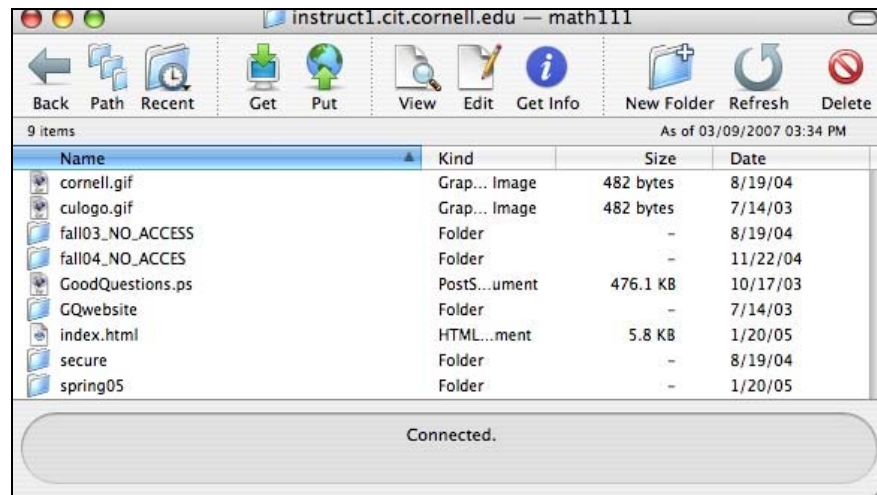 instruct1.cit.cornell.edu — math111
Back Path Recent Get Put View Edit Get Info New Folder Refresh Delete
9 items As of 03/09/2007 03:34 PM
Name Kind Size Date
cornell.gif Grap... Image 482 bytes 8/19/04
culogo.gif Grap... Image 482 bytes 7/14/03
fall03_NO_ACCESS Folder - 8/19/04
fall04_NO_ACCES Folder - 11/22/04
GoodQuestions.ps PostS...ument 476.1 KB 10/17/03
GQwebsite Folder - 7/14/03
index.html HTML...ment 5.8 KB 1/20/05
secure Folder - 8/19/04
spring05 Folder - 1/20/05
Connected.